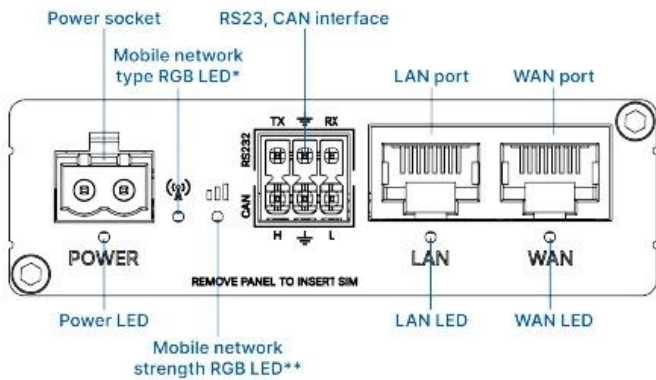 Power socket
RS23, CAN interface
Mobile network
type RGB LED*
LAN port
WAN port
TX
RX
RS232
CAN
H
L
POWER
LAN
WAN
REMOVE PANEL TO INSERT SIM
Power LED
LAN LED
WAN LED
Mobile network
strength RGB LED**